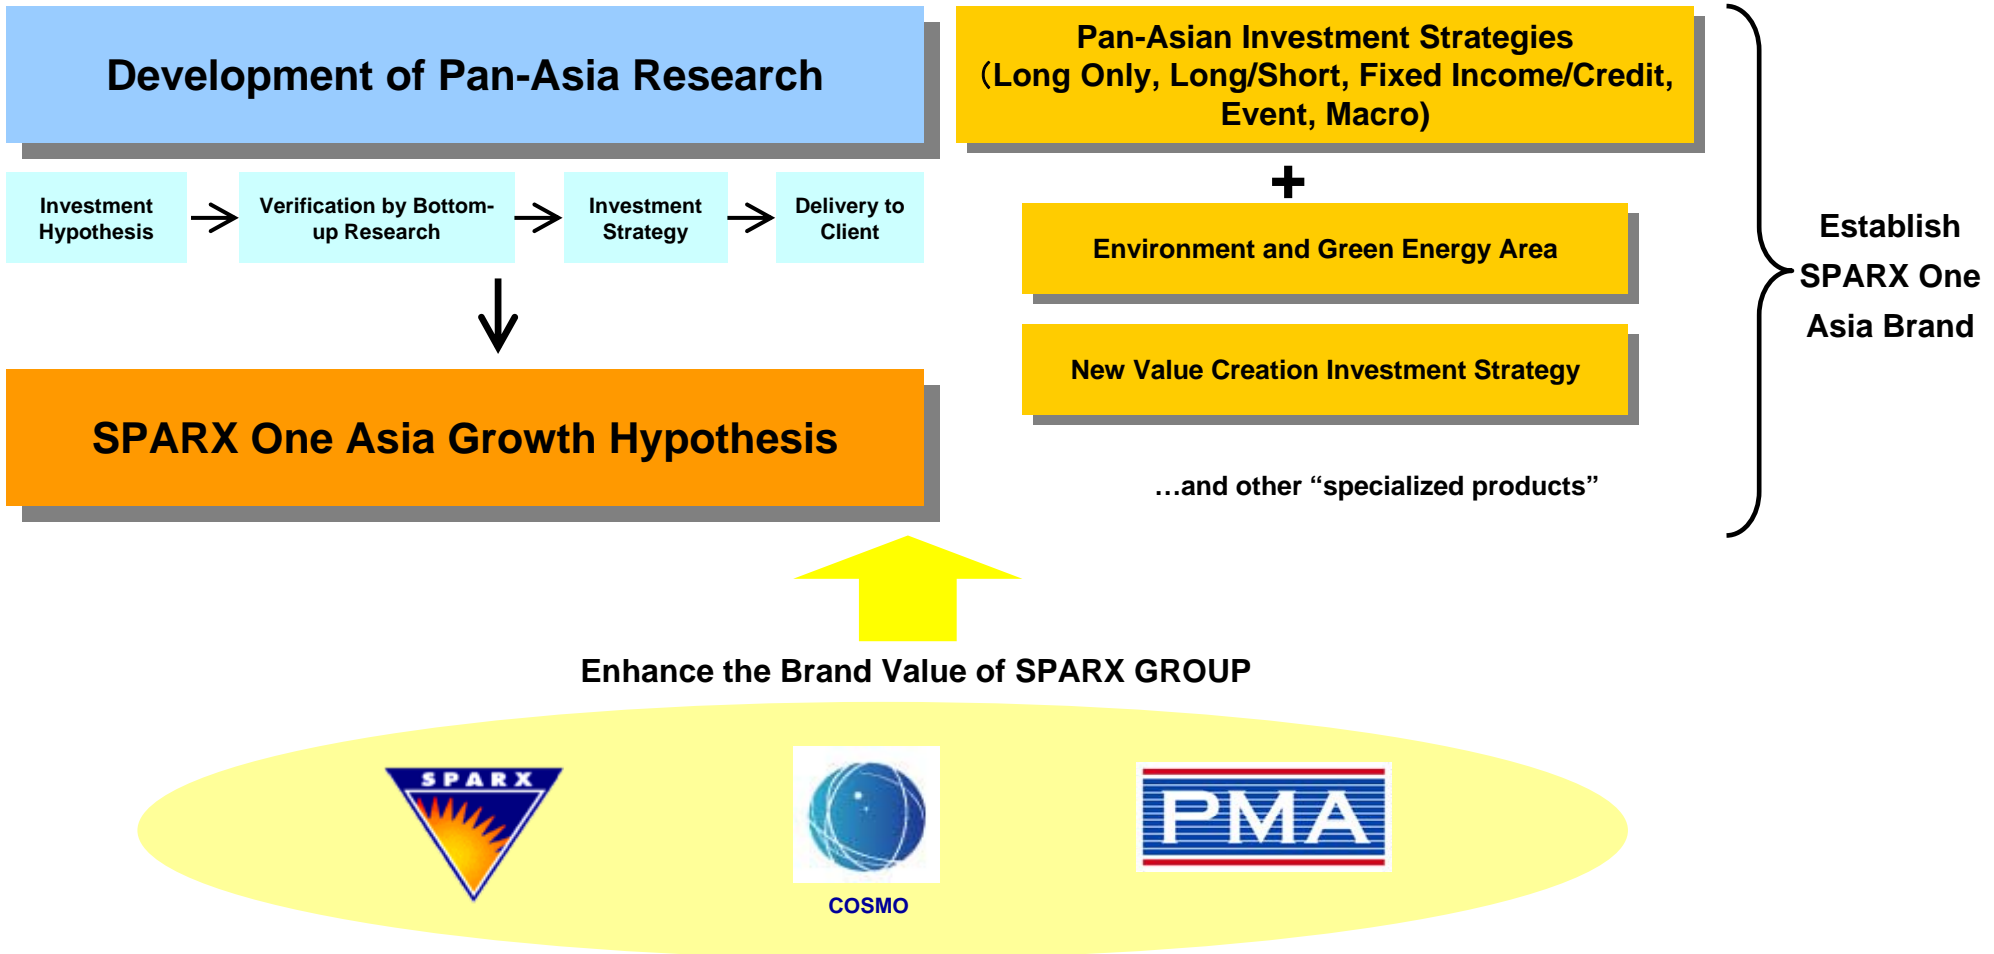 Development of Pan-Asia Research
Investment
Hypothesis
Verification by Bottom-
up Research
Investment
Strategy
Delivery to
Client
SPARX One Asia Growth Hypothesis
Pan-Asian Investment Strategies
（Long Only, Long/Short, Fixed Income/Credit,
Event, Macro)
+
Environment and Green Energy Area
New Value Creation Investment Strategy
…and other “specialized products”
Establish
SPARX One
Asia Brand
Enhance the Brand Value of SPARX GROUP
SPARX
COSMO
PMA